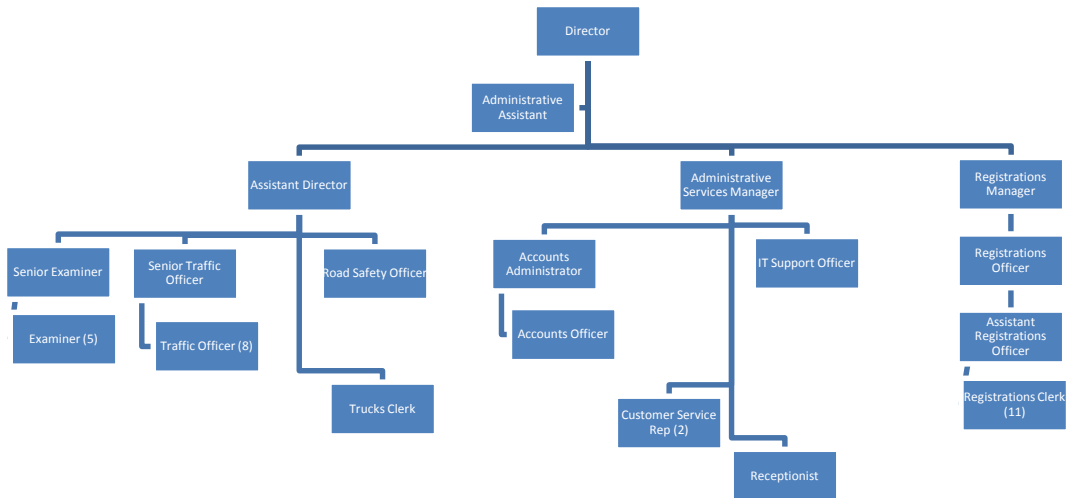 Director
Administrative
Assistant
Assistant Director
Administrative
Services Manager
Registrations
Manager
Senior Examiner
Senior Traffic
Officer
Road Safety Officer
Accounts
Administrator
IT Support Officer
Registrations
Officer
Examiner (5)
Traffic Officer (8)
Accounts Officer
Assistant
Registrations
Officer
Trucks Clerk
Customer Service
Rep (2)
Registrations Clerk
(11)
Receptionist